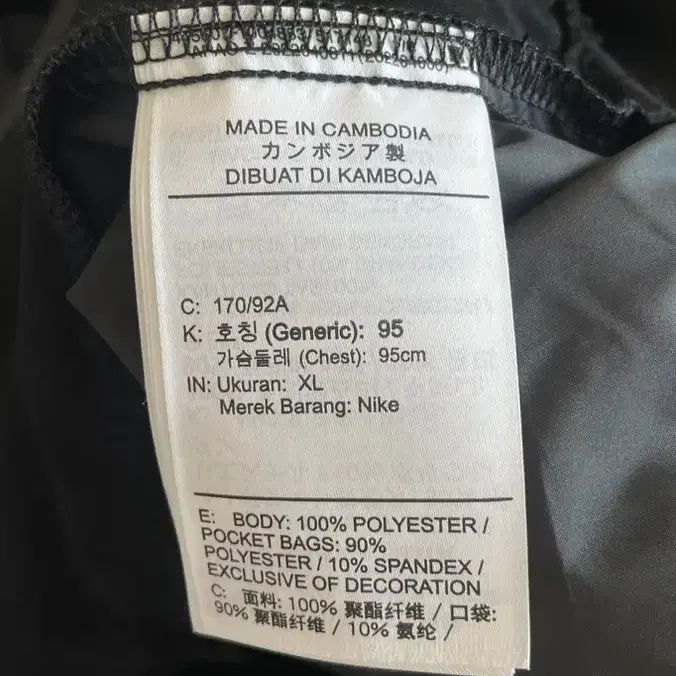 MADE IN CAMBODIA
カンボジア製
DIBUAT DI KAMBOJA
C: 170/92A
K: 호칭 (Generic): 95
가슴둘레 (Chest): 95cm
IN: Ukuran: XL
Merek Barang: Nike
E: BODY: 100% POLYESTER /
POCKET BAGS: 90%
POLYESTER / 10% SPANDEX /
EXCLUSIVE OF DECORATION
C: 面料: 100% 聚酯纤维 / 口袋:
90% 聚酯纤维 / 10% 氨纶 /